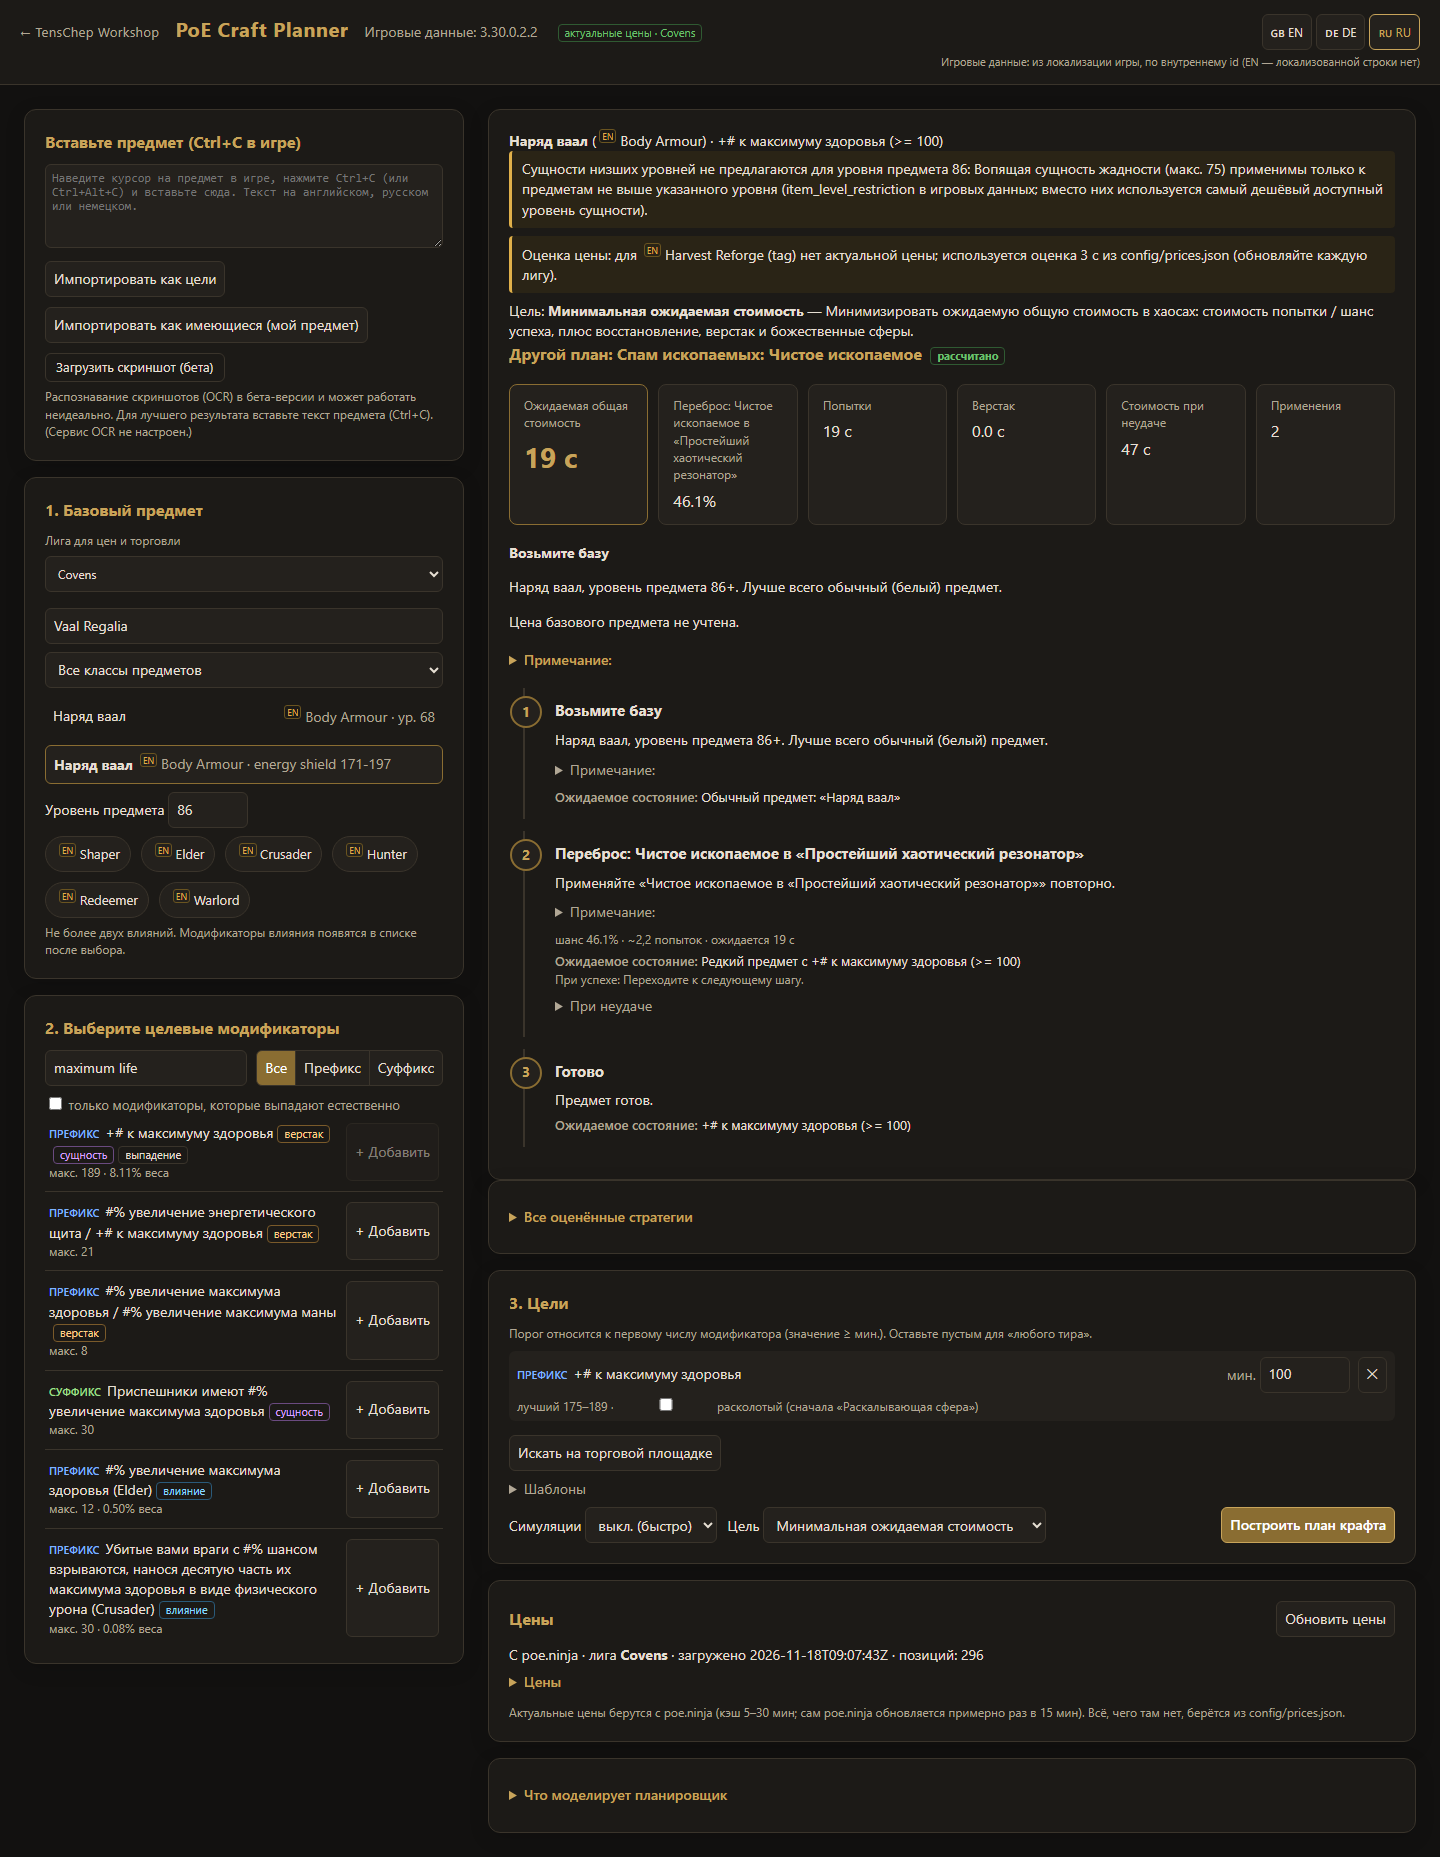 ← TensChep Workshop PoE Craft Planner Игровые данные: 3.30.0.2.2 актуальные цены · Covens
GB EN DE DE RU RU
Игровые данные: из локализации игры, по внутреннему id (EN — локализованной строки нет)
Вставьте предмет (Ctrl+C в игре)
Наведите курсор на предмет в игре, нажмите Ctrl+C (или
Ctrl+Alt+C) и вставьте сюда. Текст на английском, русском
или немецком.
Импортировать как цели
Импортировать как имеющиеся (мой предмет)
Загрузить скриншот (бета)
Распознавание скриншотов (OCR) в бета-версии и может работать
неидеально. Для лучшего результата вставьте текст предмета (Ctrl+C).
(Сервис OCR не настроен.)
1. Базовый предмет
Лига для цен и торговли
Covens
Vaal Regalia
Все классы предметов
Наряд ваал EN Body Armour · ур. 68
Наряд ваал EN Body Armour · energy shield 171-197
Уровень предмета 86
EN Shaper EN Elder EN Crusader EN Hunter
EN Redeemer EN Warlord
Не более двух влияний. Модификаторы влияния появятся в списке
после выбора.
2. Выберите целевые модификаторы
maximum life Все Префикс Суффикс
только модификаторы, которые выпадают естественно
ПРЕФИКС +# к максимуму здоровья верстак
сущность выпадение
макс. 189 · 8.11% веса
+ Добавить
ПРЕФИКС #% увеличение энергетического
щита / +# к максимуму здоровья верстак
макс. 21
+ Добавить
ПРЕФИКС #% увеличение максимума
здоровья / #% увеличение максимума маны
верстак
макс. 8
+ Добавить
СУФФИКС Приспешники имеют #%
увеличение максимума здоровья сущность
макс. 30
+ Добавить
ПРЕФИКС #% увеличение максимума
здоровья (Elder) влияние
макс. 12 · 0.50% веса
+ Добавить
ПРЕФИКС Убитые вами враги с #% шансом
взрываются, нанося десятую часть их
максимума здоровья в виде физического
урона (Crusader) влияние
макс. 30 · 0.08% веса
+ Добавить
Наряд ваал (EN Body Armour) · +# к максимуму здоровья (>= 100)
Сущности низших уровней не предлагаются для уровня предмета 86: Вопящая сущность жадности (макс. 75) применимы только к
предметам не выше указанного уровня (item_level_restriction в игровых данных; вместо них используется самый дешёвый доступный
уровень сущности).
Оценка цены: для EN Harvest Reforge (tag) нет актуальной цены; используется оценка 3 c из config/prices.json (обновляйте каждую
лигу).
Цель: Минимальная ожидаемая стоимость — Минимизировать ожидаемую общую стоимость в хаосах: стоимость попытки / шанс
успеха, плюс восстановление, верстак и божественные сферы.
Другой план: Спам ископаемых: Чистое ископаемое рассчитано
Ожидаемая общая
стоимость
19 c
Переброс: Чистое
ископаемое в
«Простейший
хаотический
резонатор»
46.1%
Попытки
19 c
Верстак
0.0 c
Стоимость при
неудаче
47 c
Применения
2
Возьмите базу
Наряд ваал, уровень предмета 86+. Лучше всего обычный (белый) предмет.
Цена базового предмета не учтена.
Примечание:
1 Возьмите базу
Наряд ваал, уровень предмета 86+. Лучше всего обычный (белый) предмет.
Примечание:
Ожидаемое состояние: Обычный предмет: «Наряд ваал»
2 Переброс: Чистое ископаемое в «Простейший хаотический резонатор»
Применяйте «Чистое ископаемое в «Простейший хаотический резонатор»» повторно.
Примечание:
шанс 46.1% · ~2,2 попыток · ожидается 19 c
Ожидаемое состояние: Редкий предмет с +# к максимуму здоровья (>= 100)
При успехе: Переходите к следующему шагу.
При неудаче
3 Готово
Предмет готов.
Ожидаемое состояние: +# к максимуму здоровья (>= 100)
Все оценённые стратегии
3. Цели
Порог относится к первому числу модификатора (значение ≥ мин.). Оставьте пустым для «любого тира».
ПРЕФИКС +# к максимуму здоровья мин. 100 ×
лучший 175–189 · расколотый (сначала «Раскалывающая сфера»)
Искать на торговой площадке
Шаблоны
Симуляции выкл. (быстро) Цель Минимальная ожидаемая стоимость Построить план крафта
Цены Обновить цены
С poe.ninja · лига Covens · загружено 2026-11-18T09:07:43Z · позиций: 296
Цены
Актуальные цены берутся с poe.ninja (кэш 5–30 мин; сам poe.ninja обновляется примерно раз в 15 мин). Всё, чего там нет, берётся из config/prices.json.
Что моделирует планировщик